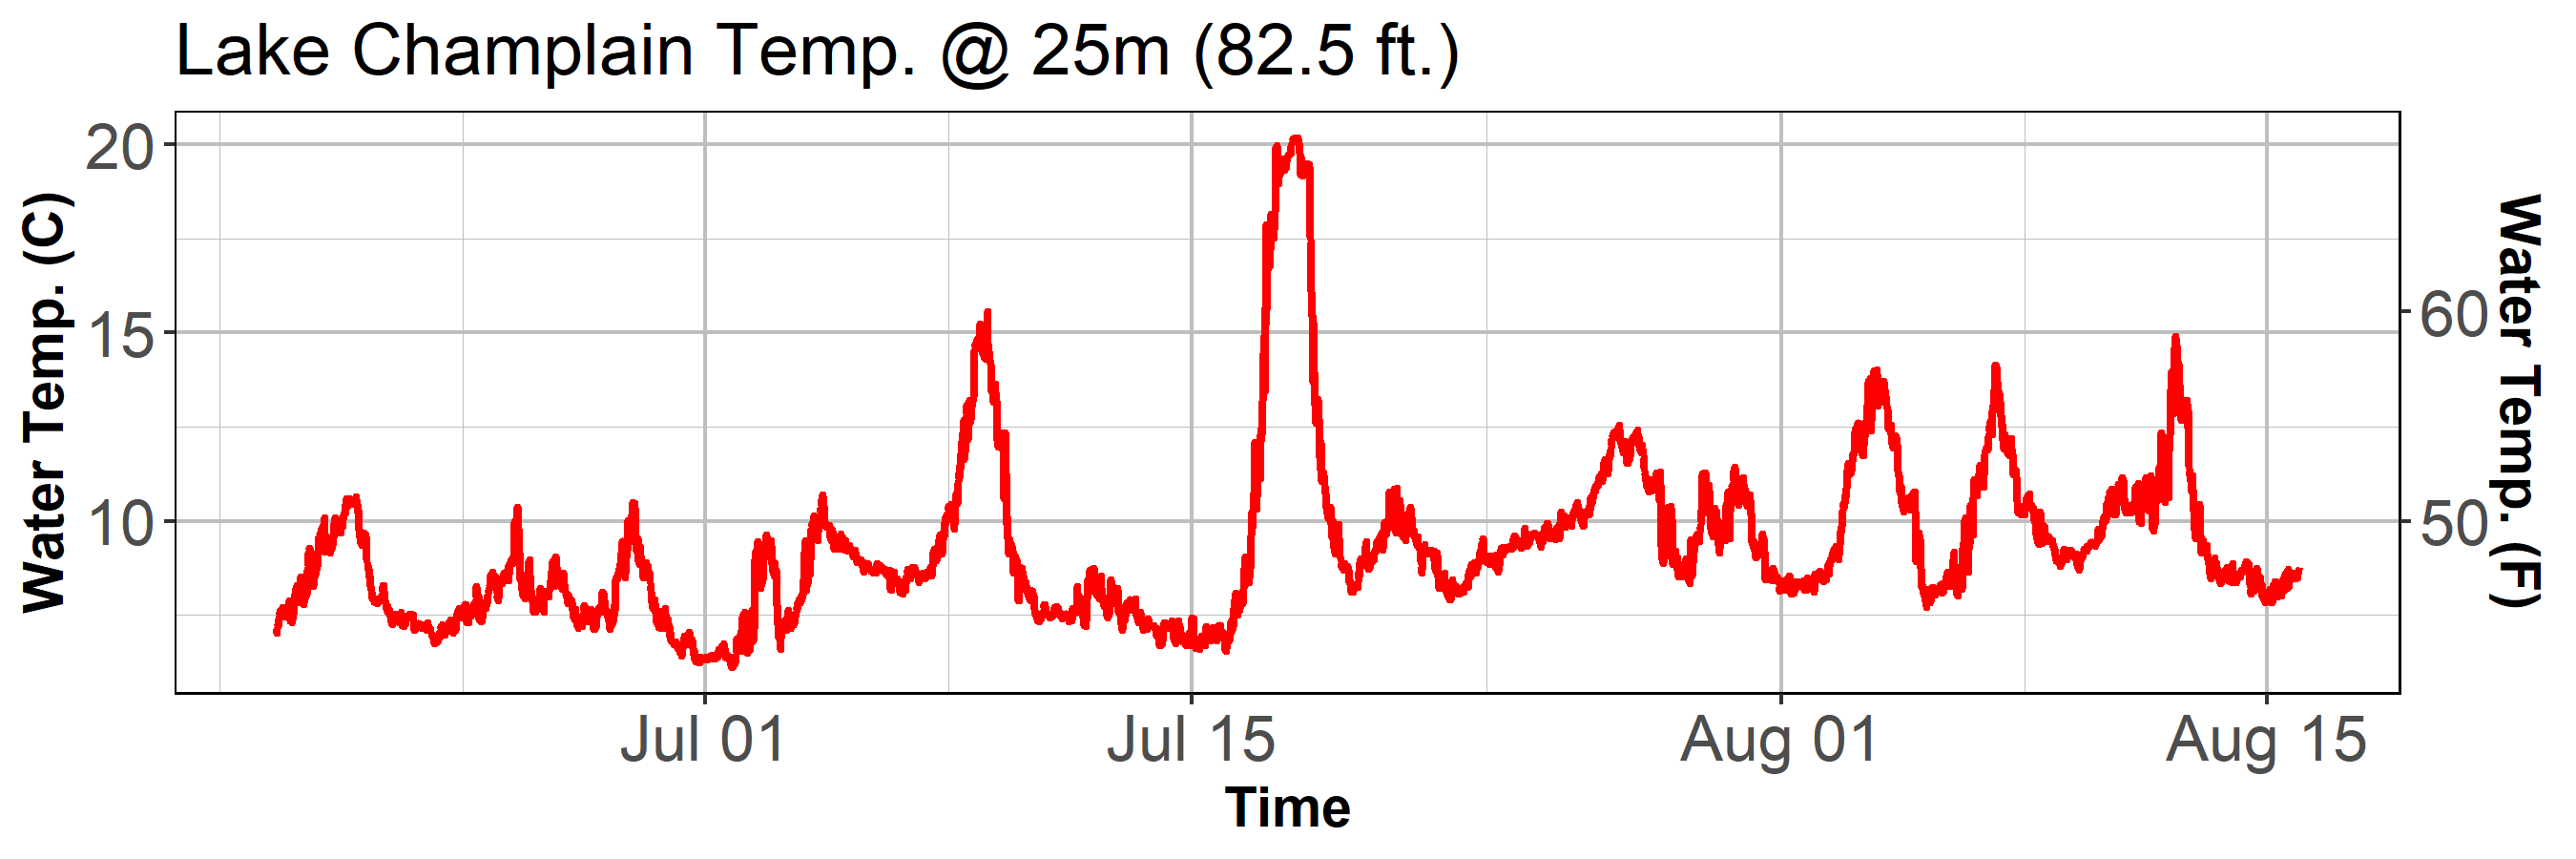 Lake Champlain Temp. @ 25m (82.5 ft.)
Water Temp. (C)
20
15
10
60
50
Water Temp. (F)
Jul 01
Jul 15
Aug 01
Aug 15
Time